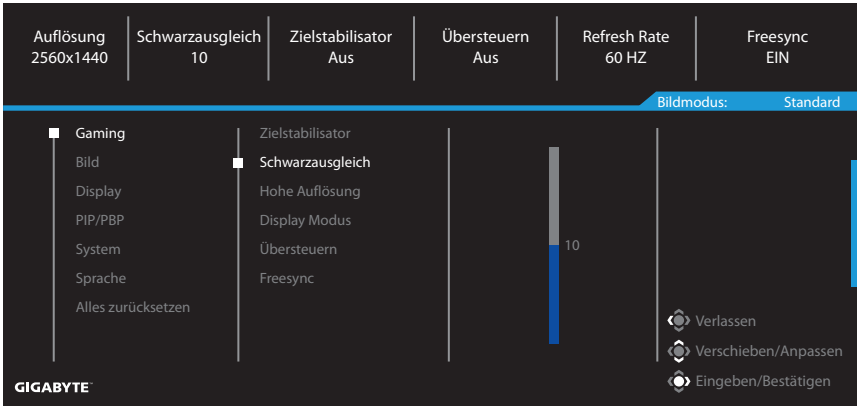 Auflösung
2560x1440
Schwarzausgleich
10
Zielstabilisator
Aus
Übersteuern
Aus
Refresh Rate
60 HZ
Freesync
EIN
Bildmodus: Standard
Gaming
Bild
Display
PIP/PBP
System
Sprache
Alles zurücksetzen
Zielstabilisator
Schwarzausgleich
Hohe Auflösung
Display Modus
Übersteuern
Freesync
10
Verlassen
Verschieben/Anpassen
Eingeben/Bestätigen
GIGABYTE™